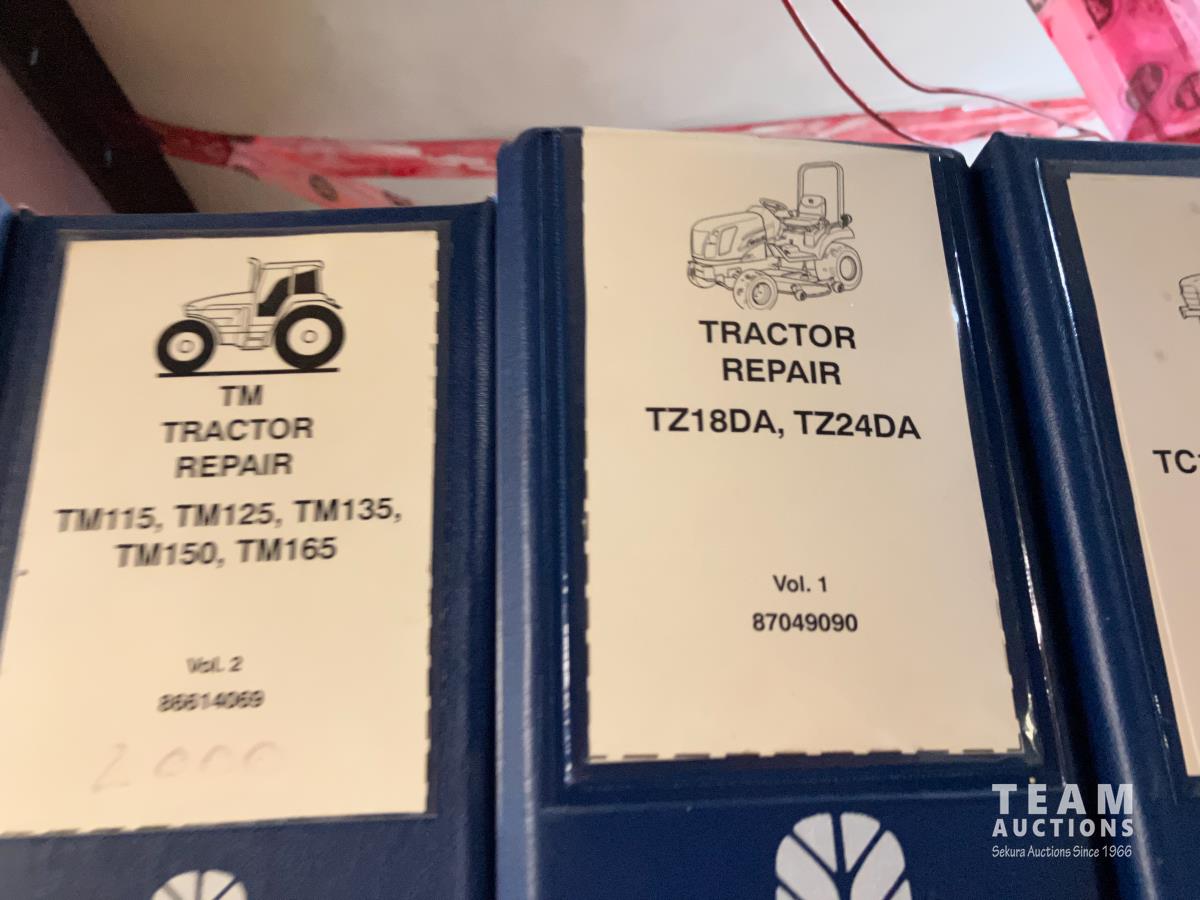 TM
TRACTOR
REPAIR
TM115, TM125, TM135,
TM150, TM165
Vol. 2
86614069
2000
TRACTOR
REPAIR
TZ18DA, TZ24DA
Vol. 1
87049090
TC
TEAM
AUCTIONS
Sekura Auctions Since 1966